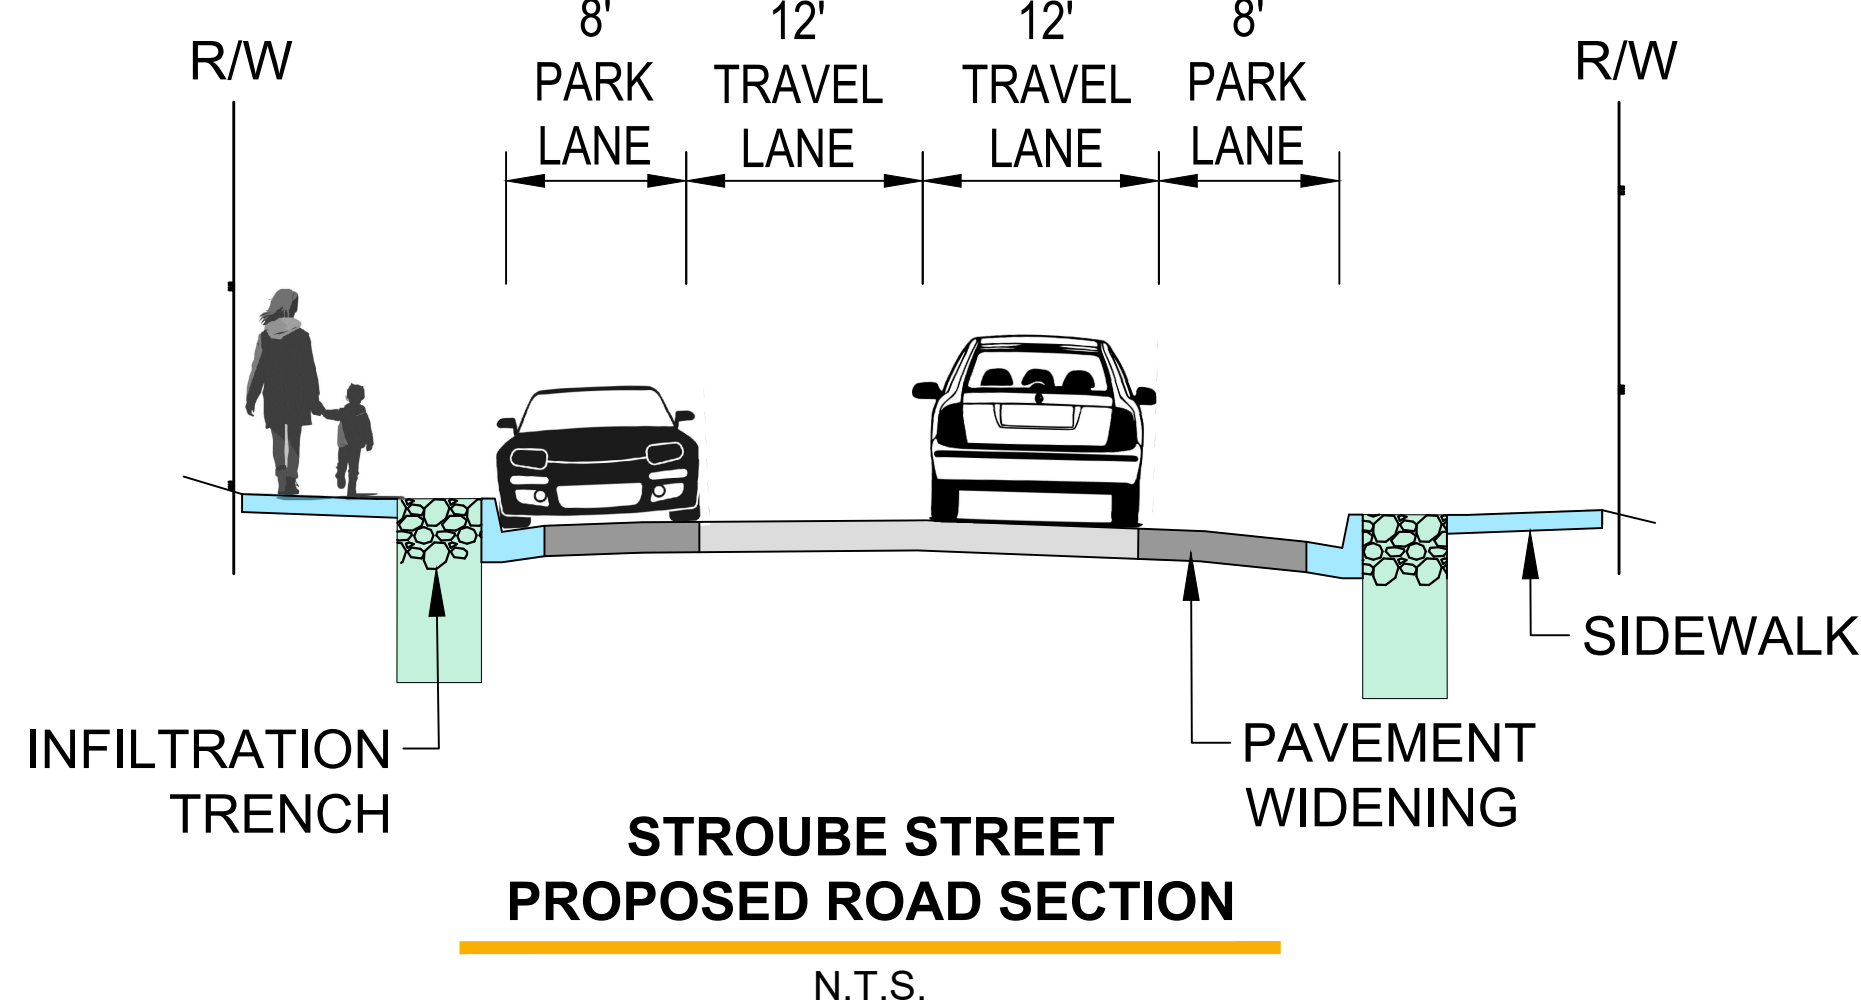 R/W
8'
PARK
LANE
12'
TRAVEL
LANE
12'
TRAVEL
LANE
8'
PARK
LANE
R/W
SIDEWALK
INFILTRATION
TRENCH
PAVEMENT
WIDENING
STROUBE STREET
PROPOSED ROAD SECTION
N.T.S.